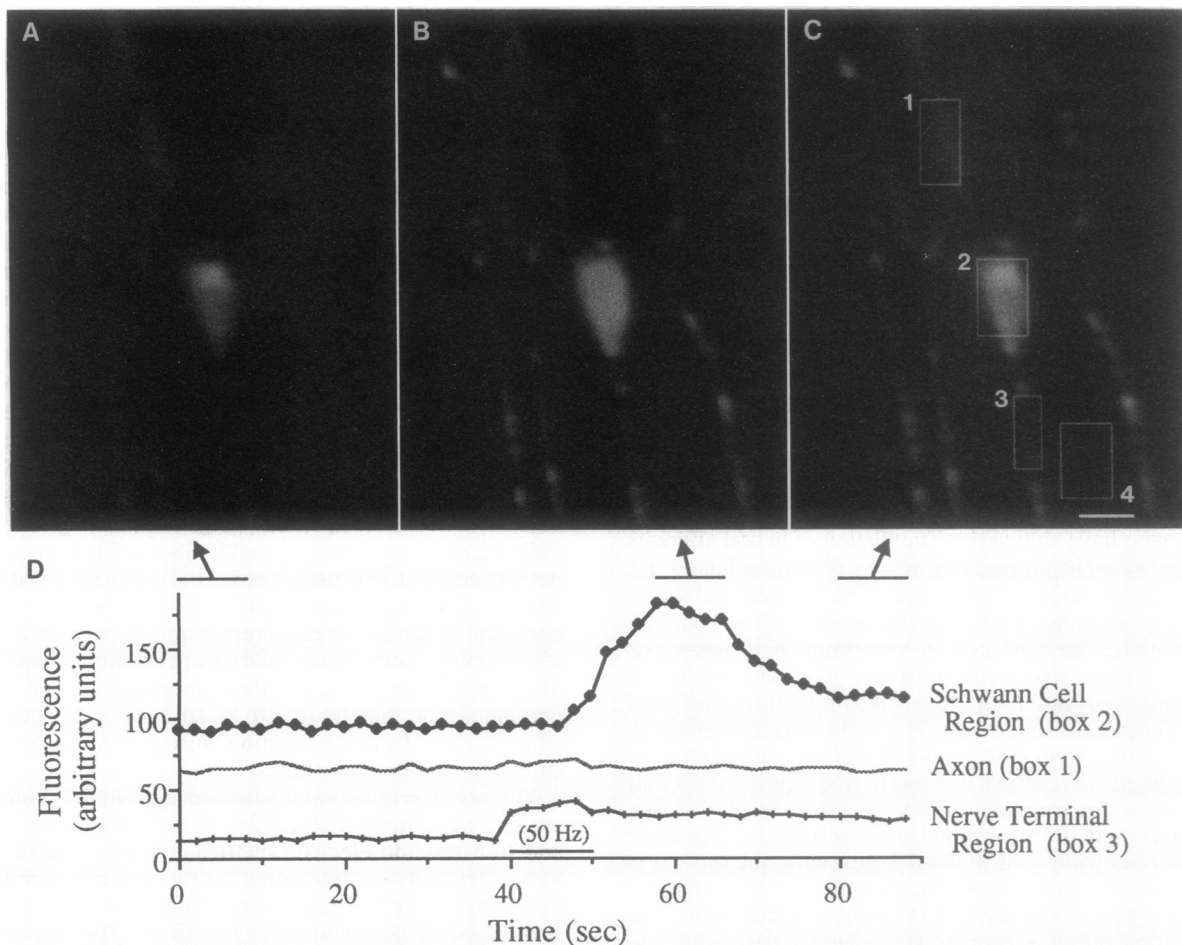 A
B
C
1
2
3
4
D
Fluorescence
(arbitrary units)
150
100
50
0
(50 Hz)
Schwann Cell
Region (box 2)
Axon (box 1)
Nerve Terminal
Region (box 3)
0
20
40
60
80
Time (sec)